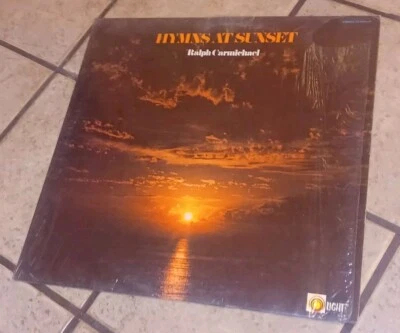 HYMNS AT SUNSET
Ralph Carmichael
LIGHT